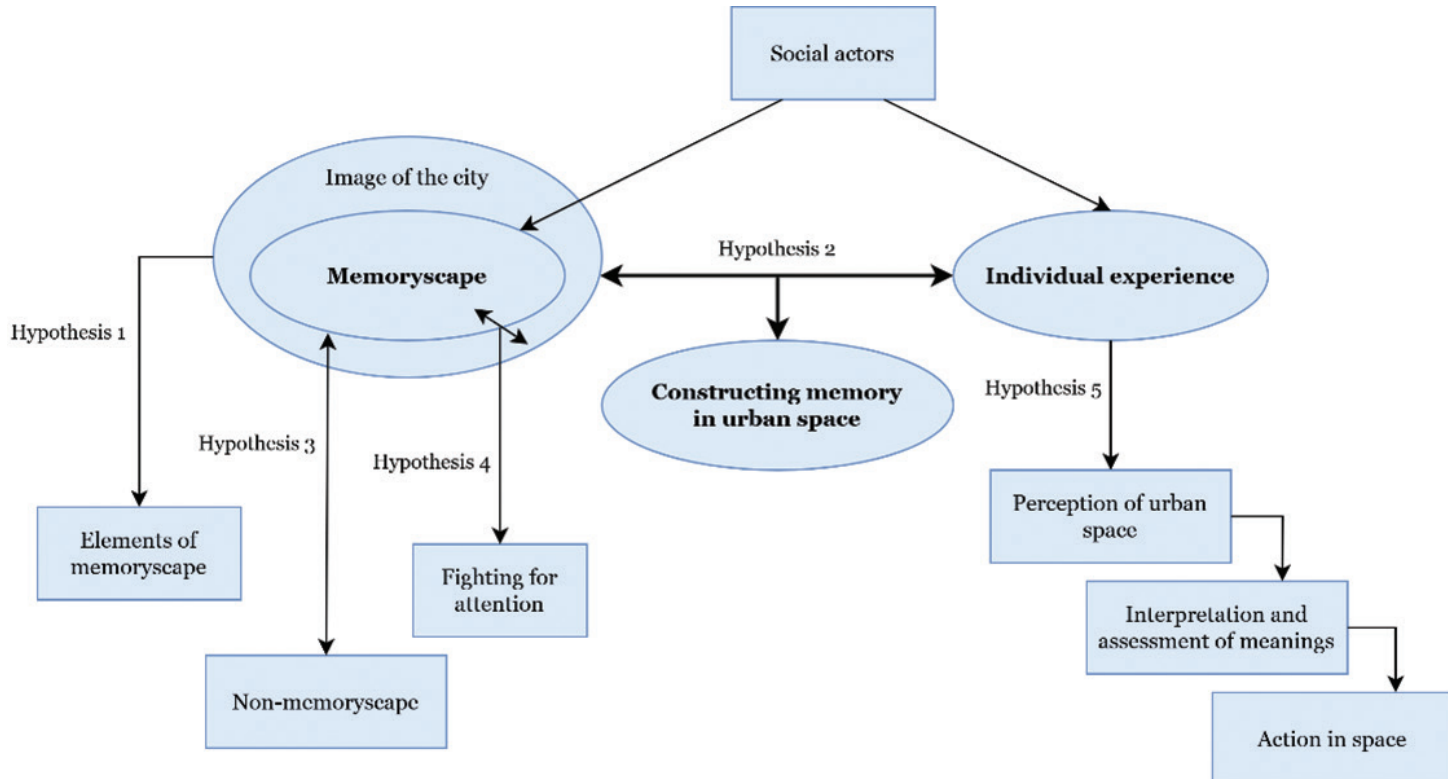 Social actors
Image of the city
Memoryscape
Hypothesis 2
Individual experience
Hypothesis 1
Constructing memory
in urban space
Hypothesis 5
Hypothesis 3
Hypothesis 4
Perception of urban
space
Elements of
memoryscape
Fighting for
attention
Interpretation and
assessment of meanings
Non-memoryscape
Action in space